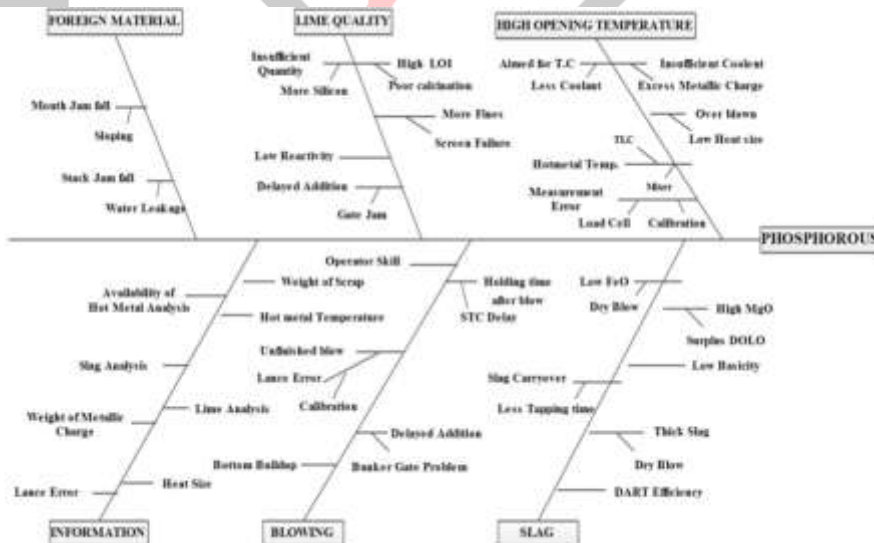 FOREIGN MATERIAL
LIME QUALITY
HIGH OPENING TEMPERATURE
Insufficient
Quantity
High LOI
More Silicon
Poor calcination
Aimed for T.C
Insufficient Coolent
Less Coolant
Excess Metallic Charge
Mouth Jam fall
Sloping
More Fines
Screen Failure
Over blown
Low Heat size
Low Reactivity
TLC
Hotmetal Temp.
Mixer
Stack Jam fall
Water Leakage
Delayed Addition
Gate Jam
Measurement
Error
Load Cell
Calibration
PHOSPHOROUS
Operator Skill
Weight of Scrap
Holding time
after blow
STC Delay
Low FeO
Dry Blow
Availability of
Hot Metal Analysis
Hot metal Temperature
High MgO
Surplus DOLO
Unfinished blow
Slag Analysis
Lance Error
Calibration
Low Basicity
Slag Carryover
Less Tapping time
Lime Analysis
Weight of Metallic
Charge
Delayed Addition
Bunker Gate Problem
Thick Slag
Dry Blow
Bottom Buildup
Heat Size
Lance Error
DART Efficiency
INFORMATION
BLOWING
SLAG